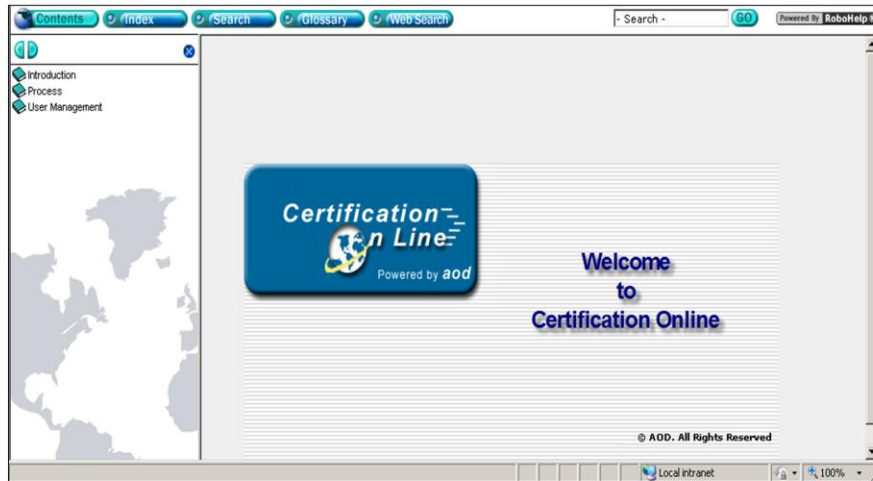 Contents Index Search Glossary Web Search - Search - GO Powered By RoboHelp
Introduction
Process
User Management
Certification
On Line
Powered by aod
Welcome
to
Certification Online
© AOD. All Rights Reserved
Local intranet 100%